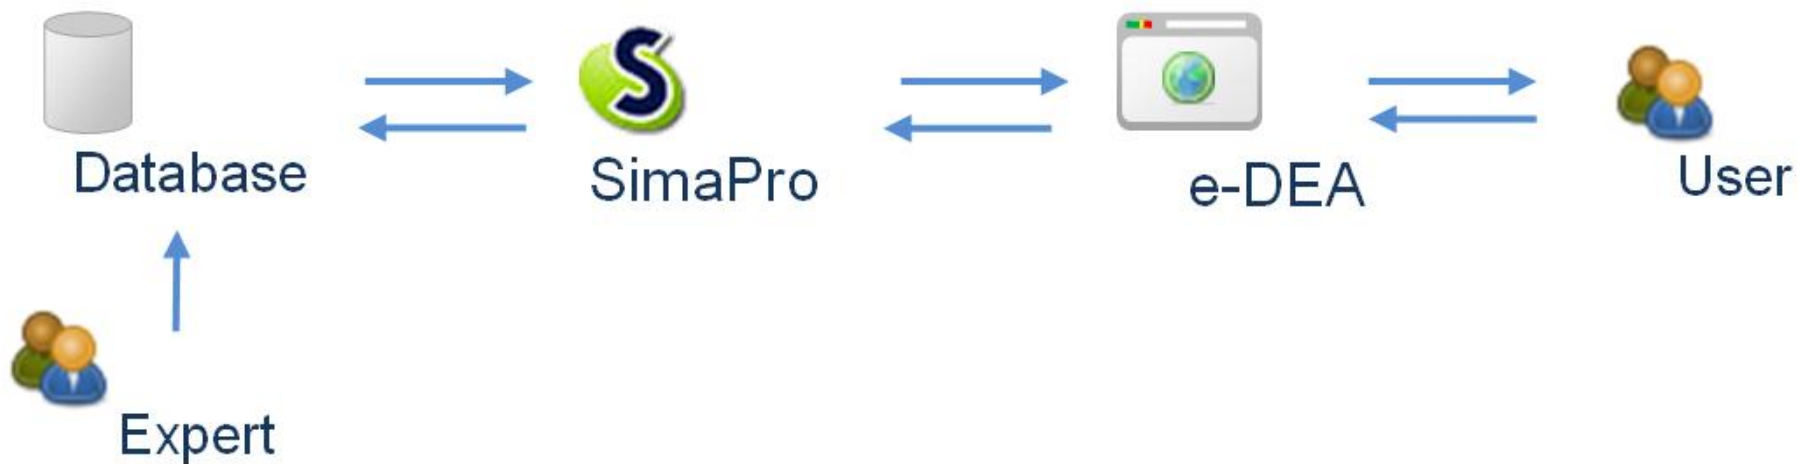 Database
SimaPro
e-DEA
User
Expert